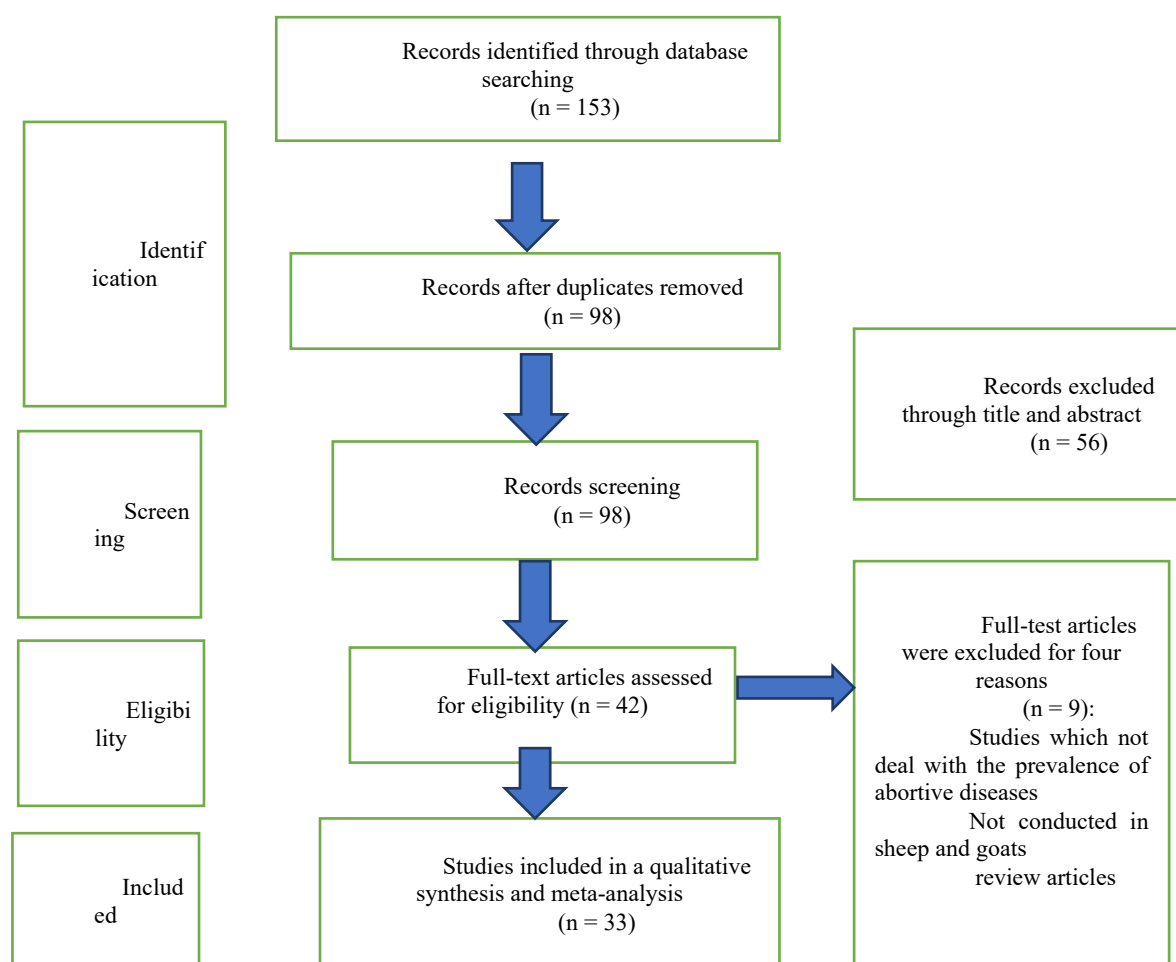 Records identified through database
searching
(n = 153)
Identif
ication
Records after duplicates removed
(n = 98)
Records excluded
through title and abstract
(n = 56)
Records screening
(n = 98)
Screen
ing
Full-text articles assessed
for eligibility (n = 42)
Full-test articles
were excluded for four
reasons
(n = 9):
Studies which not
deal with the prevalence of
abortive diseases
Not conducted in
sheep and goats
review articles
Eligibi
lity
Studies included in a qualitative
synthesis and meta-analysis
(n = 33)
Includ
ed